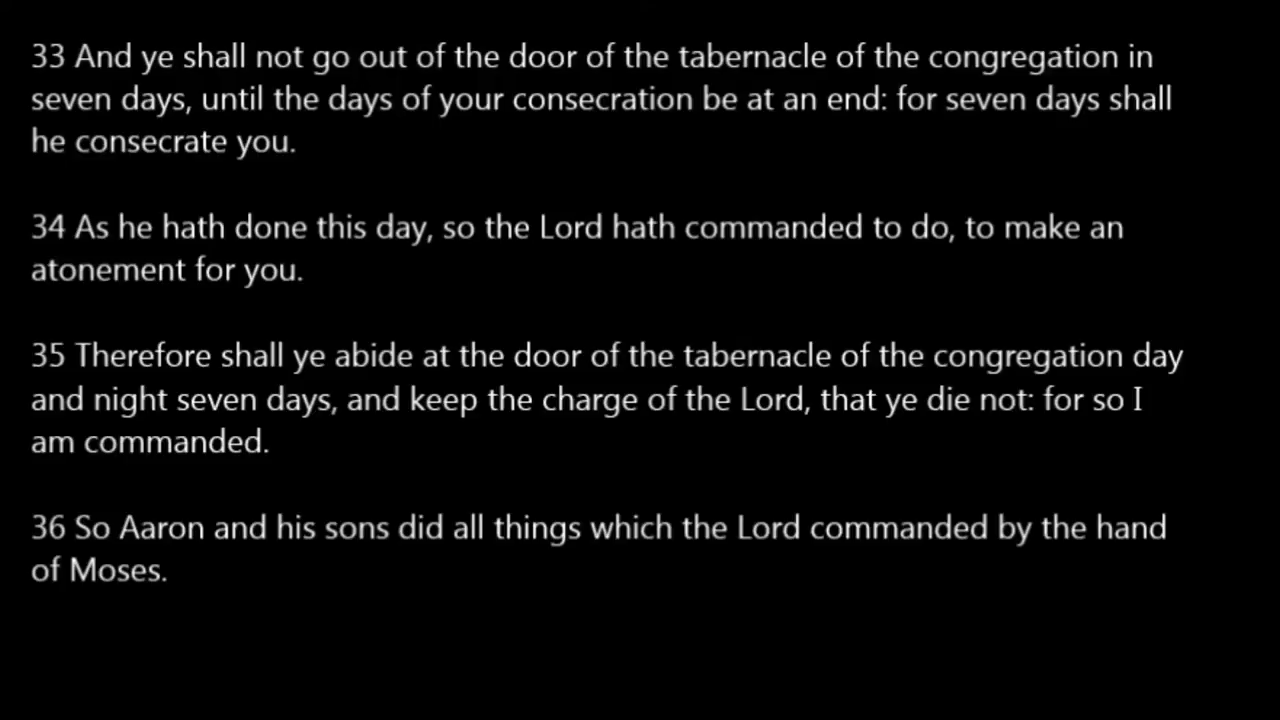 33 And ye shall not go out of the door of the tabernacle of the congregation in
seven days, until the days of your consecration be at an end: for seven days shall
he consecrate you.
34 As he hath done this day, so the Lord hath commanded to do, to make an
atonement for you.
35 Therefore shall ye abide at the door of the tabernacle of the congregation day
and night seven days, and keep the charge of the Lord, that ye die not: for so I
am commanded.
36 So Aaron and his sons did all things which the Lord commanded by the hand
of Moses.